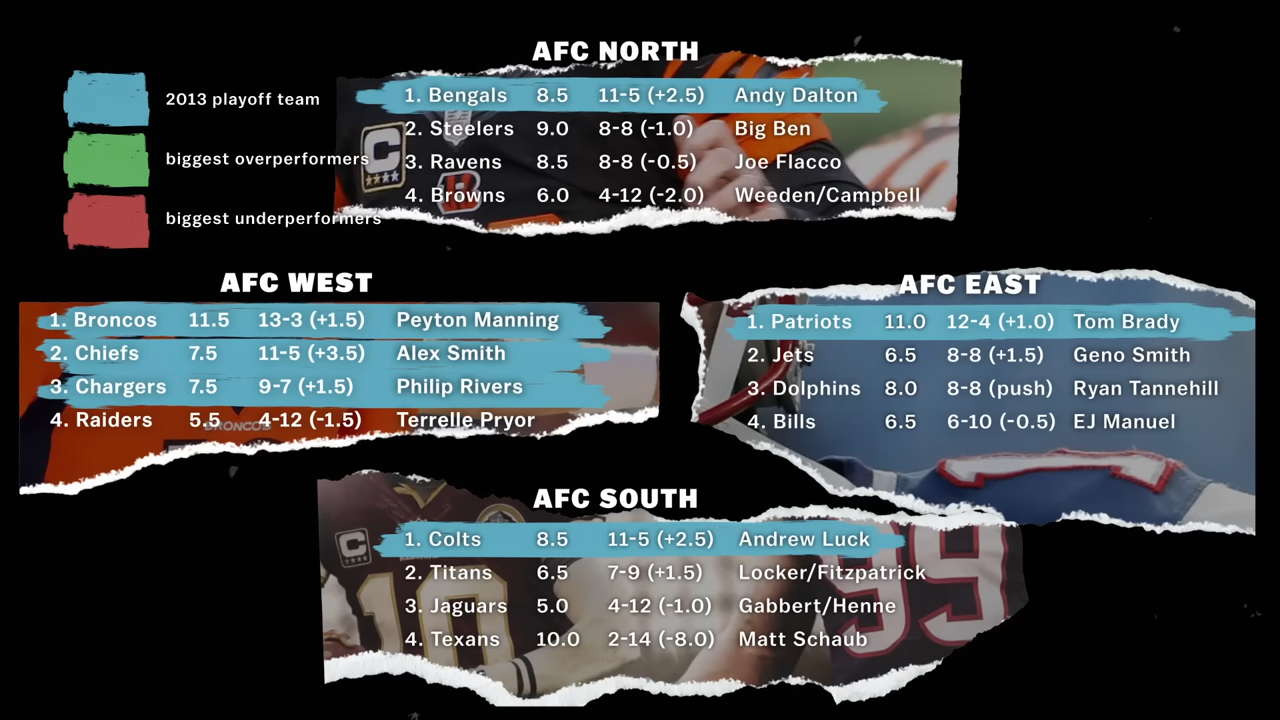 AFC NORTH
2013 playoff team
biggest overperformers
biggest underperformers
1. Bengals 8.5 11-5 (+2.5) Andy Dalton
2. Steelers 9.0 8-8 (-1.0) Big Ben
3. Ravens 8.5 8-8 (-0.5) Joe Flacco
4. Browns 6.0 4-12 (-2.0) Weeden/Campbell
C
AFC WEST
1. Broncos 11.5 13-3 (+1.5) Peyton Manning
2. Chiefs 7.5 11-5 (+3.5) Alex Smith
3. Chargers 7.5 9-7 (+1.5) Philip Rivers
4. Raiders 5.5 4-12 (-1.5) Terrelle Pryor
BRONCOS
AFC EAST
1. Patriots 11.0 12-4 (+1.0) Tom Brady
2. Jets 6.5 8-8 (+1.5) Geno Smith
3. Dolphins 8.0 8-8 (push) Ryan Tannehill
4. Bills 6.5 6-10 (-0.5) EJ Manuel
AFC SOUTH
1. Colts 8.5 11-5 (+2.5) Andrew Luck
2. Titans 6.5 7-9 (+1.5) Locker/Fitzpatrick
3. Jaguars 5.0 4-12 (-1.0) Gabbert/Henne
4. Texans 10.0 2-14 (-8.0) Matt Schaub
C
10
99